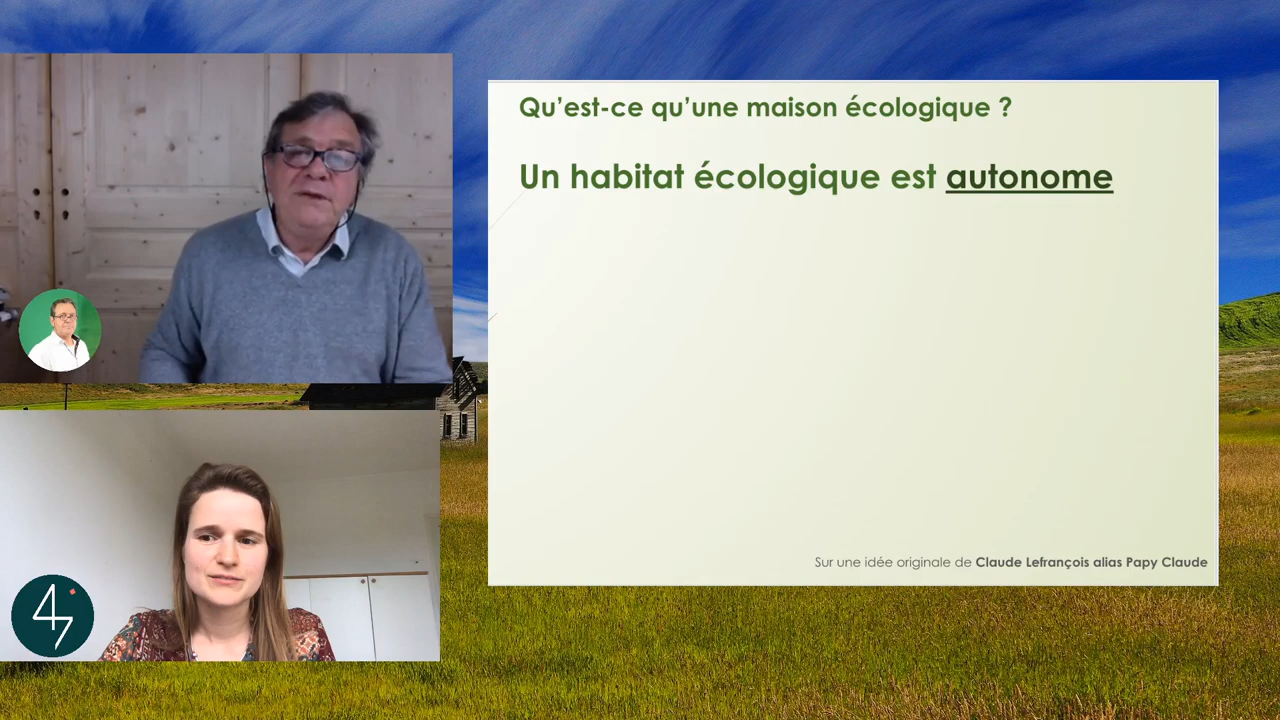 Qu’est-ce qu’une maison écologique ?
Un habitat écologique est autonome
Sur une idée originale de Claude Lefrançois alias Papy Claude
47